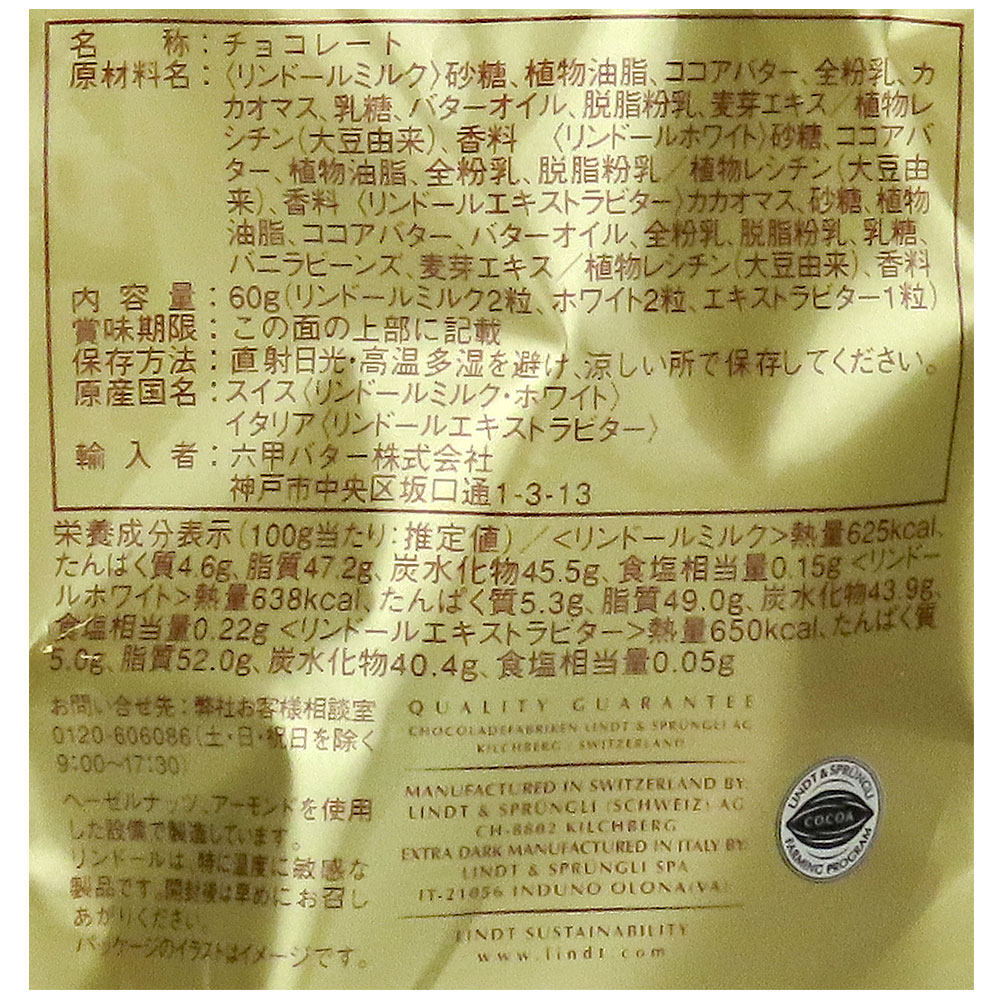 名称：チョコレート
原材料名：〈リンドールミルク〉砂糖、植物油脂、ココアバター、全粉乳、カ
カオマス、乳糖、バターオイル、脱脂粉乳、麦芽エキス／植物レ
シチン（大豆由来）、香料 〈リンドールホワイト〉砂糖、ココアバ
ター、植物油脂、全粉乳、脱脂粉乳／植物レシチン（大豆由
来）、香料〈リンドールエキストラビター〉カカオマス、砂糖、植物
油脂、ココアバター、バターオイル、全粉乳、脱脂粉乳、乳糖、
バニラビーンズ、麦芽エキス／植物レシチン（大豆由来）、香料
内容量：60g（リンドールミルク2粒、ホワイト2粒、エキストラビター1粒）
賞味期限：この面の上部に記載
保存方法：直射日光・高温多湿を避け、涼しい所で保存してください。
原産国名：スイス〈リンドールミルク・ホワイト〉
イタリア〈リンドールエキストラビター〉
輸入者：六甲バター株式会社
神戸市中央区坂口通1-3-13
栄養成分表示（100g当たり：推定値）／<リンドールミルク>熱量625kcal、
たんぱく質4.6g、脂質47.2g、炭水化物45.5g、食塩相当量0.15g<リンドー
ルホワイト>熱量638kcal、たんぱく質5.3g、脂質49.0g、炭水化物43.9g、
食塩相当量0.22g<リンドールエキストラビター>熱量650kcal、たんぱく質
5.0g、脂質52.0g、炭水化物40.4g、食塩相当量0.05g
お問い合せ先：弊社お客様相談室
0120-606086（土・日・祝日を除く
9:00～17:30）
ヘーゼルナッツ、アーモンドを使用
した設備で製造しています。
リンドールは、特に温度に敏感な
製品です。開封後は早めにお召し
あがりください。
パッケージのイラストはイメージです。
QUALITY GUARANTEE
CHOCOLADEFABRIKEN LINDT & SPRÜNGLI AG
KILCHBERG / SWITZERLAND
MANUFACTURED IN SWITZERLAND BY:
LINDT & SPRÜNGLI (SCHWEIZ) AG
CH-8802 KILCHBERG
EXTRA DARK MANUFACTURED IN ITALY BY:
LINDT & SPRÜNGLI SPA
IT-21056 INDUNO OLONA(VA)
LINDT SUSTAINABILITY
www.lindt.com
LINDT & SPRÜNGLI
COCOA
FARMING PROGRAM